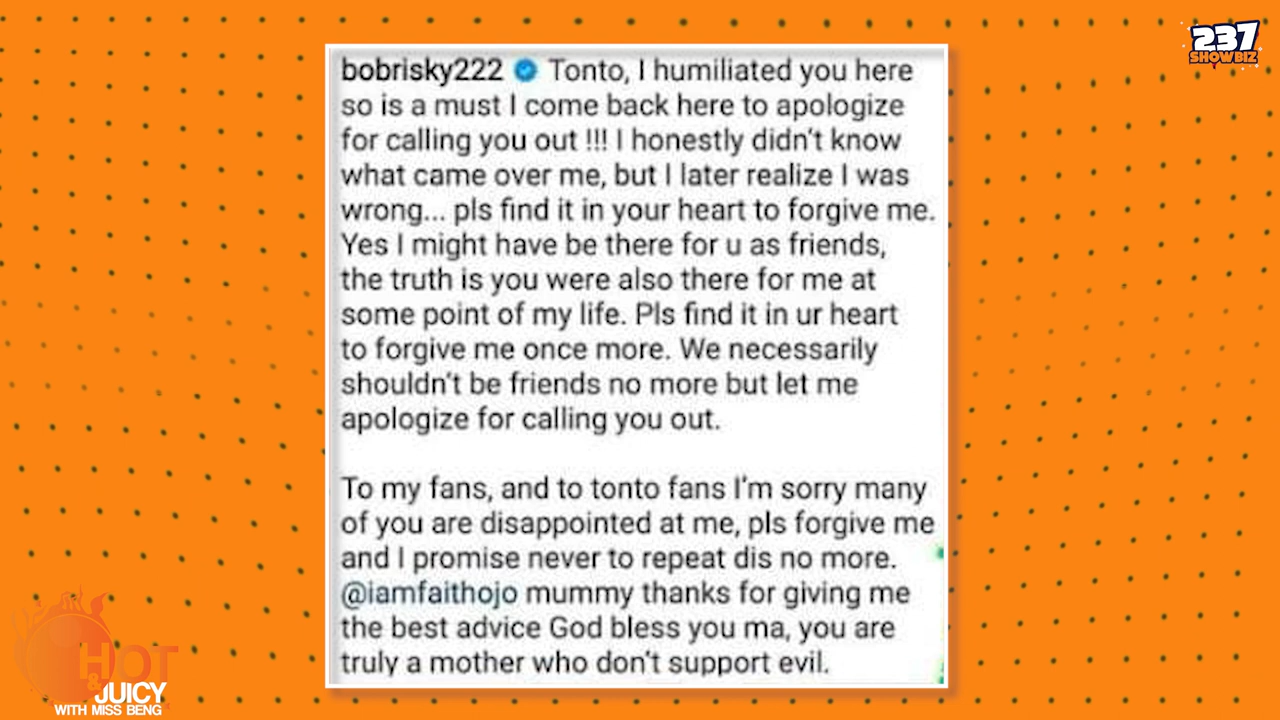 237
SHOWBIZ
bobrisky222 Tonto, I humiliated you here
so is a must I come back here to apologize
for calling you out !!! I honestly didn't know
what came over me, but I later realize I was
wrong... pls find it in your heart to forgive me.
Yes I might have be there for u as friends,
the truth is you were also there for me at
some point of my life. Pls find it in ur heart
to forgive me once more. We necessarily
shouldn't be friends no more but let me
apologize for calling you out.
To my fans, and to tonto fans I'm sorry many
of you are disappointed at me, pls forgive me
and I promise never to repeat dis no more.
@iamfaithojo mummy thanks for giving me
the best advice God bless you ma, you are
truly a mother who don't support evil.
HOT
& JUICY
WITH MISS BENG